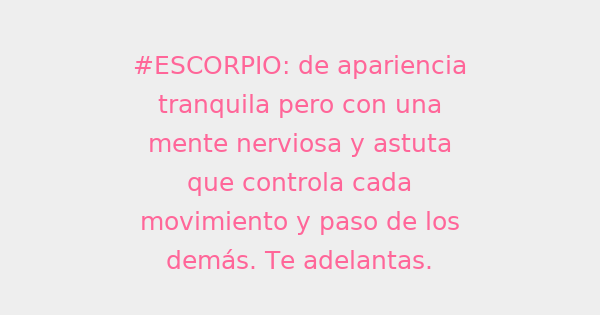 #ESCORPIO: de apariencia
tranquila pero con una
mente nerviosa y astuta
que controla cada
movimiento y paso de los
demás. Te adelantas.